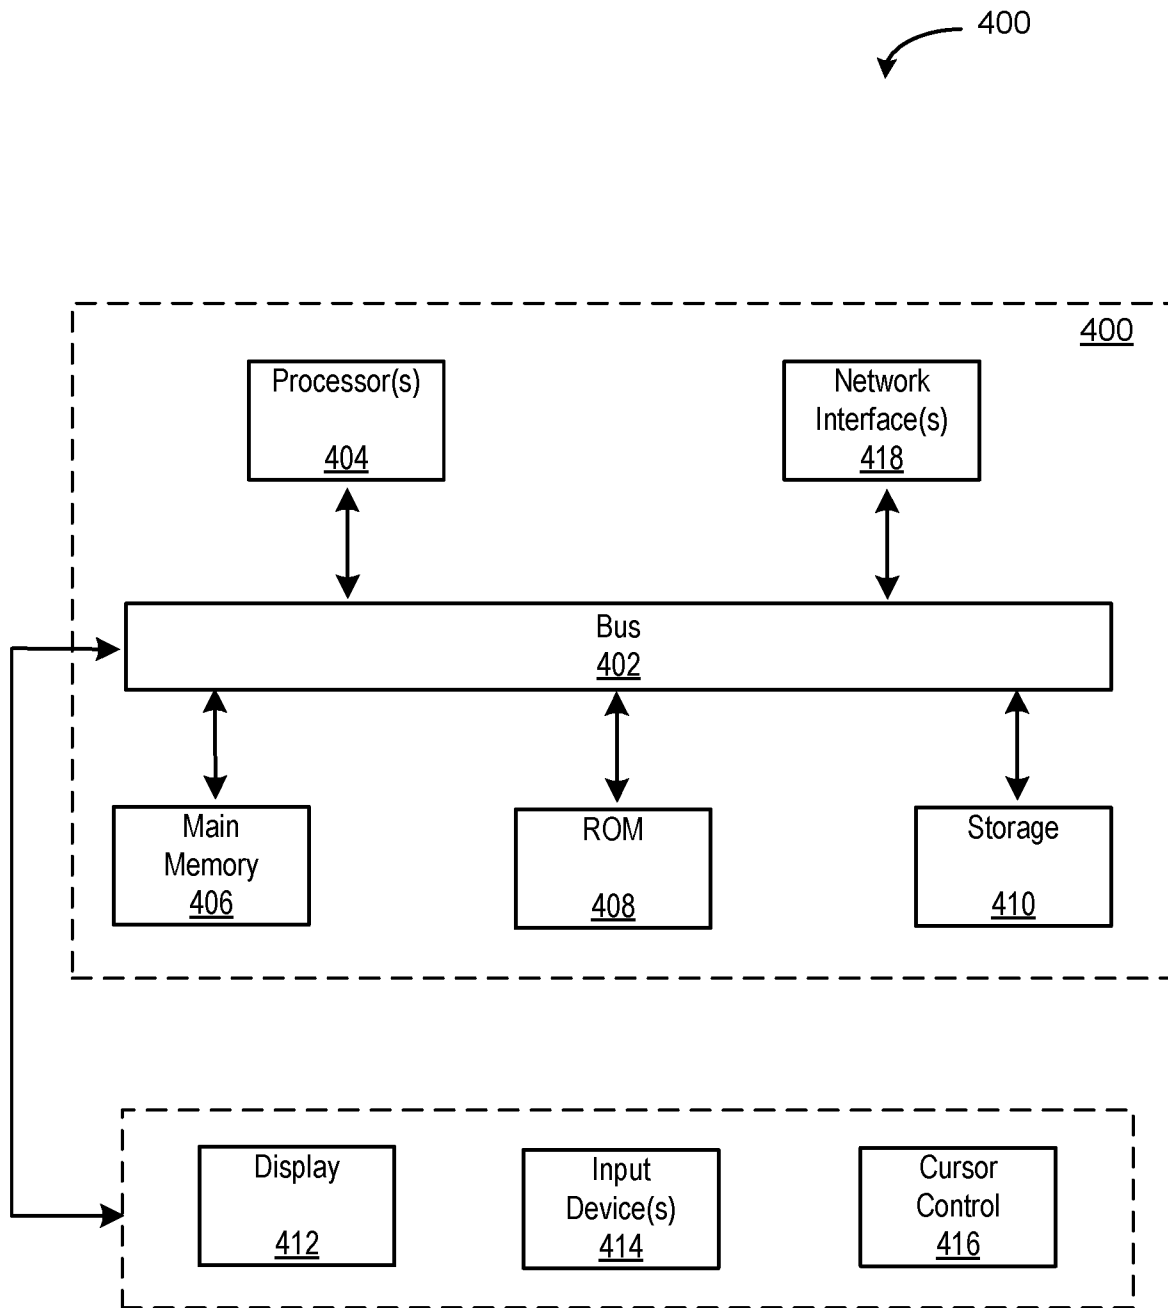 400
400
Processor(s)
404
Network
Interface(s)
418
Bus
402
Main
Memory
406
ROM
408
Storage
410
Display
412
Input
Device(s)
414
Cursor
Control
416